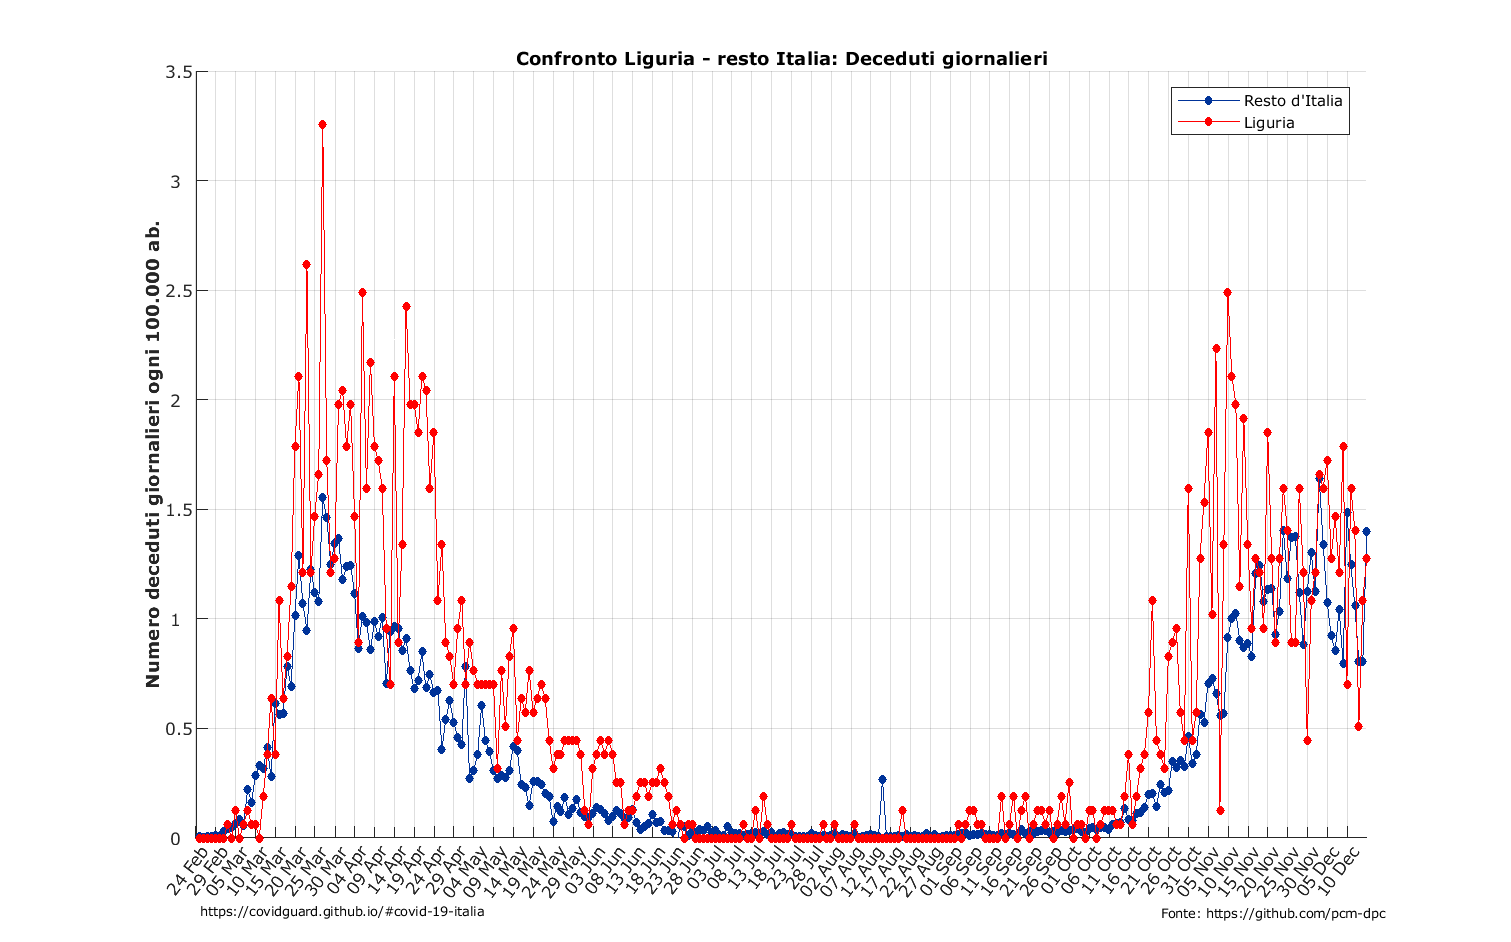 Confronto Liguria - resto Italia: Deceduti giornalieri
Resto d'Italia
Liguria
Numero deceduti giornalieri ogni 100.000 ab.
3.5
3
2.5
2
1.5
1
0.5
0
24 Feb
29 Feb
05 Mar
10 Mar
15 Mar
20 Mar
25 Mar
30 Mar
04 Apr
09 Apr
14 Apr
19 Apr
24 Apr
29 Apr
04 May
09 May
14 May
19 May
24 May
29 May
03 Jun
08 Jun
13 Jun
18 Jun
23 Jun
28 Jun
03 Jul
08 Jul
13 Jul
18 Jul
23 Jul
28 Jul
02 Aug
07 Aug
12 Aug
17 Aug
22 Aug
27 Aug
01 Sep
06 Sep
11 Sep
16 Sep
21 Sep
26 Sep
01 Oct
06 Oct
11 Oct
16 Oct
21 Oct
26 Oct
31 Oct
05 Nov
10 Nov
15 Nov
20 Nov
25 Nov
30 Nov
05 Dec
10 Dec
https://covidguard.github.io/#covid-19-italia
Fonte: https://github.com/pcm-dpc